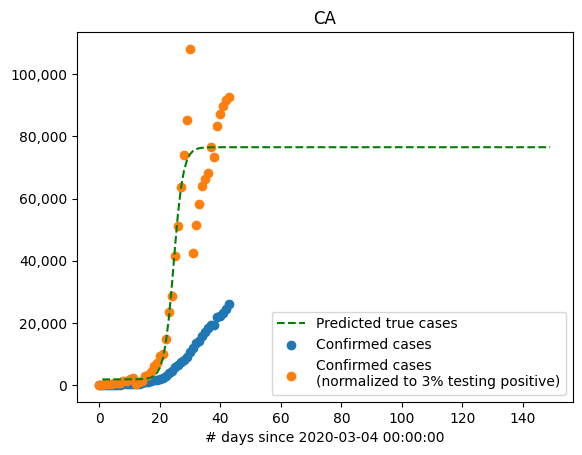 CA
100,000
80,000
60,000
40,000
20,000
0
0 20 40 60 80 100 120 140
# days since 2020-03-04 00:00:00
Predicted true cases
Confirmed cases
Confirmed cases
(normalized to 3% testing positive)